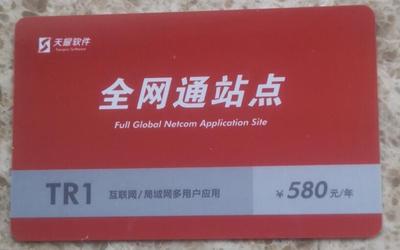 天耀软件
全网通站点
Full Global Netcom Application Site
TR1 互联网/局域网多用户应用 ¥580元/年